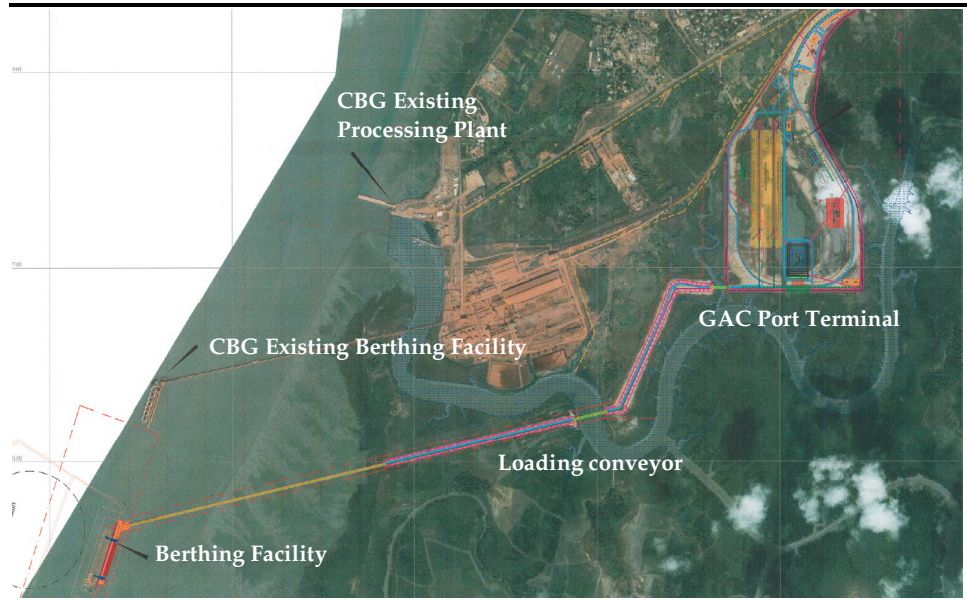 CBG Existing
Processing Plant
CBG Existing Berthing Facility
GAC Port Terminal
Loading conveyor
Berthing Facility